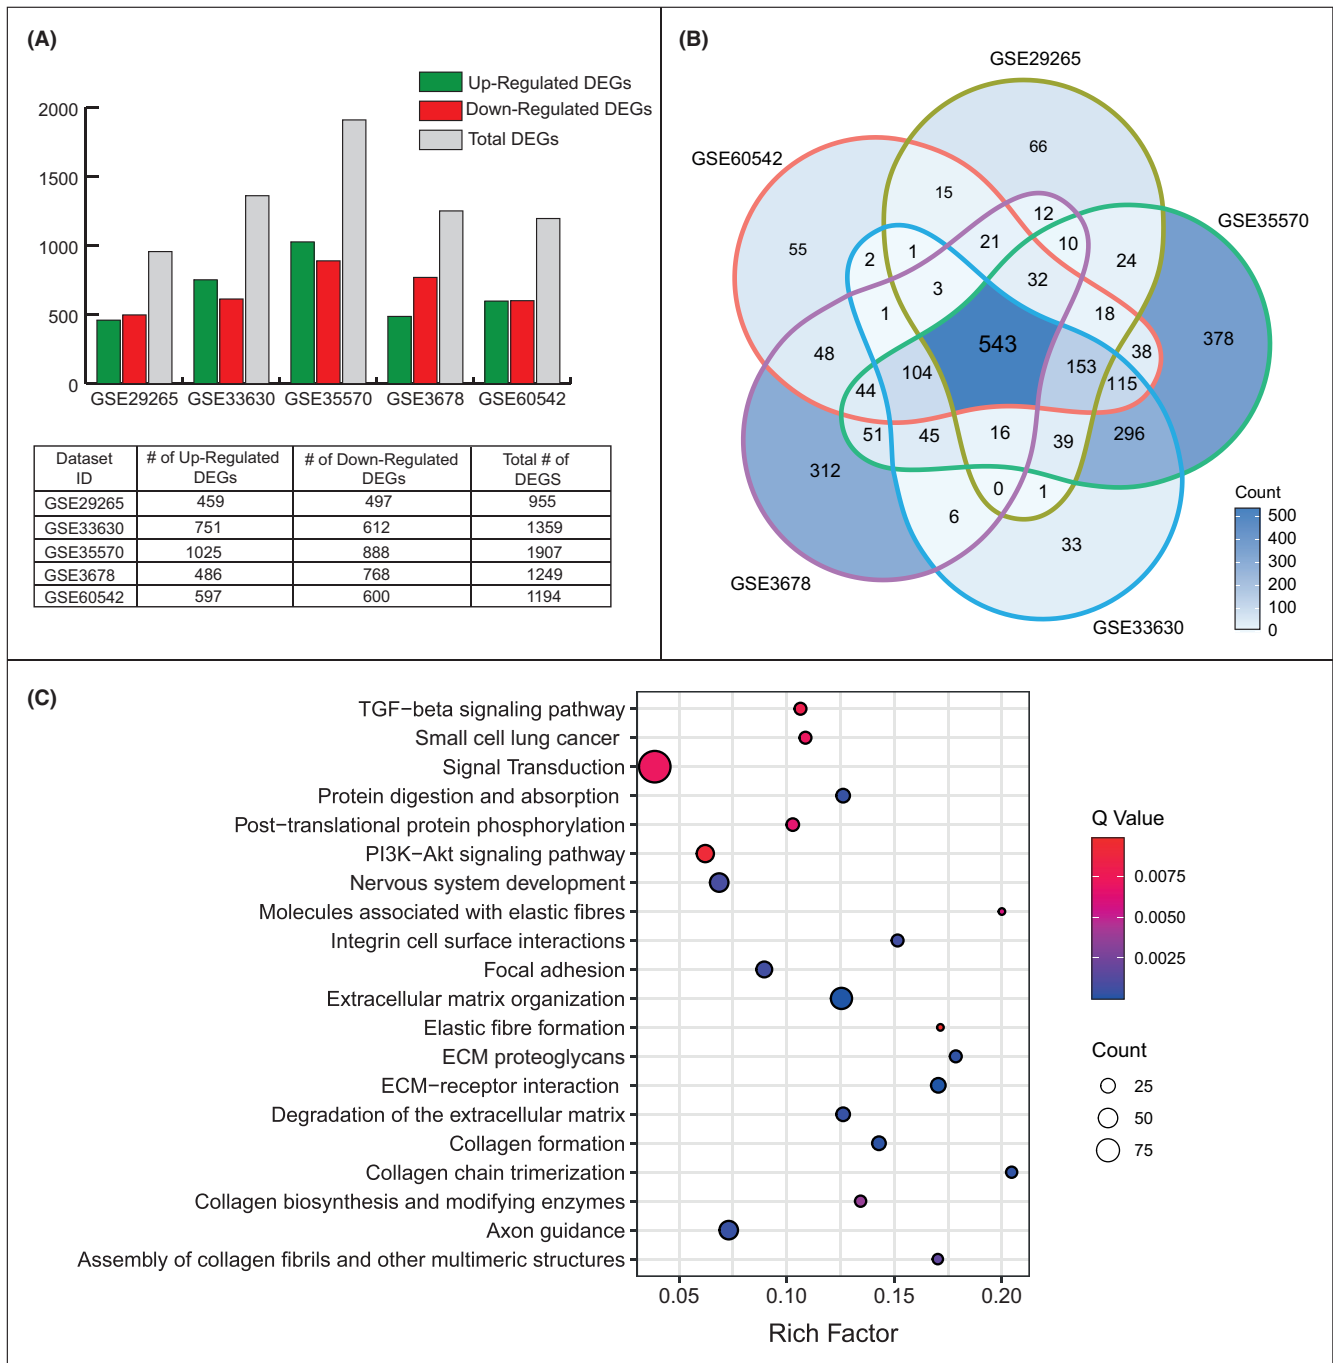 (A)
Up-Regulated DEGs
Down-Regulated DEGs
Total DEGs
2000
1500
1000
500
0
GSE29265 GSE33630 GSE35570 GSE3678 GSE60542
Dataset ID # of Up-Regulated DEGs # of Down-Regulated DEGs Total # of DEGS
GSE29265 459 497 955
GSE33630 751 612 1359
GSE35570 1025 888 1907
GSE3678 486 768 1249
GSE60542 597 600 1194
(B)
GSE29265
GSE60542
GSE35570
GSE3678
GSE33630
66
15
12
55
2
1
21
10
24
3
32
1
18
378
48
543
38
104
153
115
44
51
45
16
39
296
312
0
1
6
33
Count
500
400
300
200
100
0
(C)
TGF−beta signaling pathway
Small cell lung cancer
Signal Transduction
Protein digestion and absorption
Post−translational protein phosphorylation
PI3K−Akt signaling pathway
Nervous system development
Molecules associated with elastic fibres
Integrin cell surface interactions
Focal adhesion
Extracellular matrix organization
Elastic fibre formation
ECM proteoglycans
ECM−receptor interaction
Degradation of the extracellular matrix
Collagen formation
Collagen chain trimerization
Collagen biosynthesis and modifying enzymes
Axon guidance
Assembly of collagen fibrils and other multimeric structures
0.05 0.10 0.15 0.20
Rich Factor
Q Value
0.0075
0.0050
0.0025
Count
25
50
75